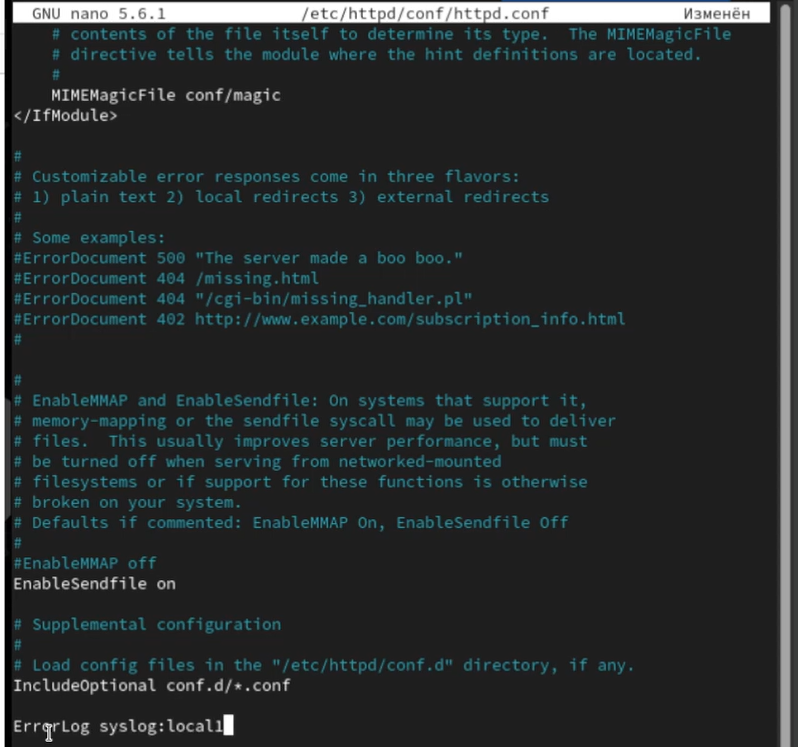 GNU nano 5.6.1 /etc/httpd/conf/httpd.conf Изменён
# contents of the file itself to determine its type.  The MIMEMagicFile
# directive tells the module where the hint definitions are located.
#
MIMEMagicFile conf/magic
</IfModule>
#
# Customizable error responses come in three flavors:
# 1) plain text 2) local redirects 3) external redirects
#
# Some examples:
#ErrorDocument 500 "The server made a boo boo."
#ErrorDocument 404 /missing.html
#ErrorDocument 404 "/cgi-bin/missing_handler.pl"
#ErrorDocument 402 http://www.example.com/subscription_info.html
#
#
# EnableMMAP and EnableSendfile: On systems that support it,
# memory-mapping or the sendfile syscall may be used to deliver
# files.  This usually improves server performance, but must
# be turned off when serving from networked-mounted
# filesystems or if support for these functions is otherwise
# broken on your system.
# Defaults if commented: EnableMMAP On, EnableSendfile Off
#
#EnableMMAP off
EnableSendfile on
# Supplemental configuration
#
# Load config files in the "/etc/httpd/conf.d" directory, if any.
IncludeOptional conf.d/*.conf
ErrorLog syslog:local1